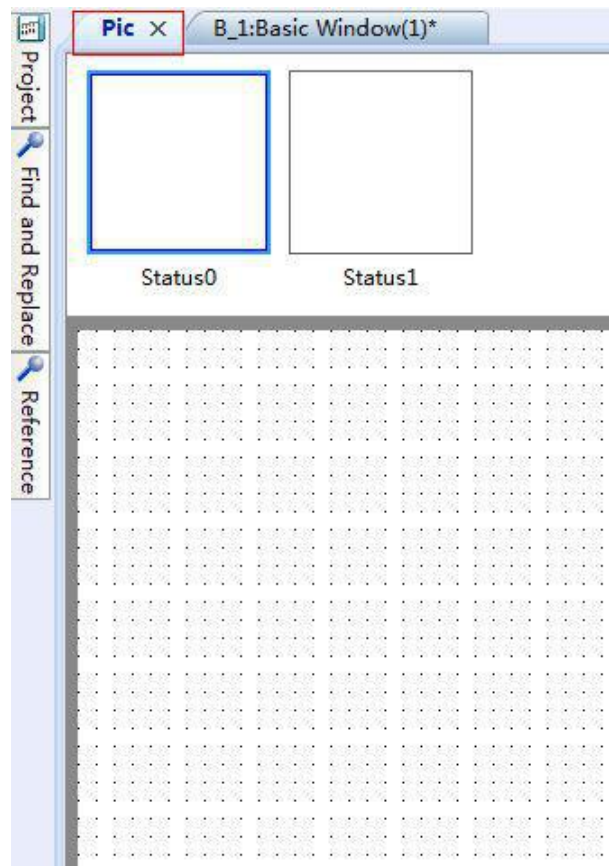 Pic
B_1:Basic Window(1)*
Project
Find and Replace
Reference
Status0
Status1